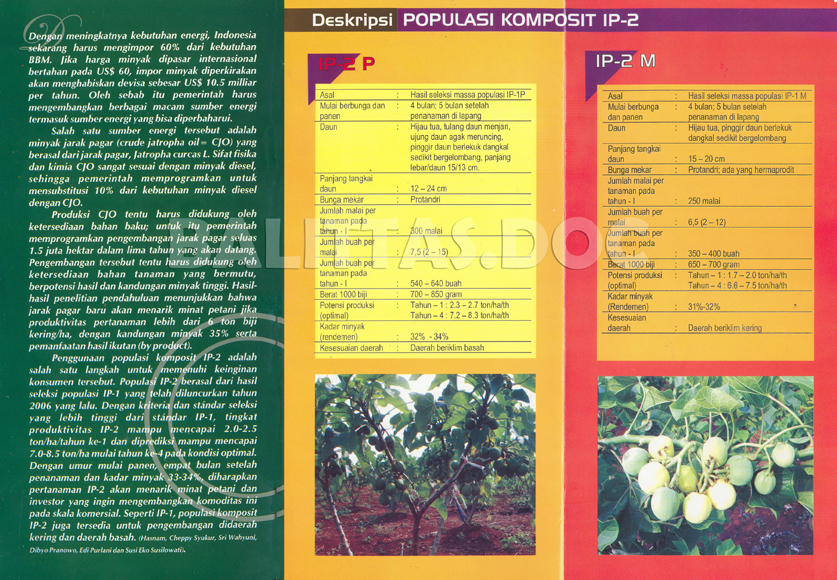 Dengan meningkatnya kebutuhan energi, Indonesia
sekarang harus mengimpor 60% dari kebutuhan
BBM. Jika harga minyak dipasar internasional
bertahan pada US$ 60, impor minyak diperkirakan
akan menghabiskan devisa sebesar US$ 10.5 milliar
per tahun. Oleh sebab itu pemerintah harus
mengembangkan berbagai macam sumber energi
termasuk sumber energi yang bisa diperbaharui.
Salah satu sumber energi tersebut adalah
minyak jarak pagar (crude jatropha oil = CJO) yang
berasal dari jarak pagar, Jatropha curcas L. Sifat fisika
dan kimia CJO sangat sesuai dengan minyak diesel,
sehingga pemerintah memprogramkan untuk
mensubstitusi 10% dari kebutuhan minyak diesel
dengan CJO.
Produksi CJO tentu harus didukung oleh
ketersediaan bahan baku; untuk itu pemerintah
memprogramkan pengembangan jarak pagar seluas
1.5 juta hektar dalam lima tahun yang akan datang.
Pengembangan tersebut tentu harus didukung oleh
ketersediaan bahan tanaman yang bermutu,
berpotensi hasil dan kandungan minyak tinggi. Hasil-
hasil penelitian pendahuluan menunjukkan bahwa
jarak pagar baru akan menarik minat petani jika
produktivitas pertanaman lebih dari 6 ton biji
kering/ha, dengan kandungan minyak 35% serta
pemanfaatan hasil ikutan (by product).
Penggunaan populasi komposit IP-2 adalah
salah satu langkah untuk memenuhi keinginan
konsumen tersebut. Populasi IP-2 berasal dari hasil
seleksi populasi IP-1 yang telah diluncurkan tahun
2006 yang lalu. Dengan kriteria dan standar seleksi
yang lebih tinggi dari standar IP-1, tingkat
produktivitas IP-2 mampu mencapai 2.0-2.5
ton/ha/tahun ke-1 dan diprediksi mampu mencapai
7.0-8.5 ton/ha mulai tahun ke-4 pada kondisi optimal.
Dengan umur mulai panen, empat bulan setelah
penanaman dan kadar minyak 33-34%, diharapkan
pertanaman IP-2 akan menarik minat petani dan
investor yang ingin mengembangkan komoditas ini
pada skala komersial. Seperti IP-1, populasi komposit
IP-2 juga tersedia untuk pengembangan didaerah
kering dan daerah basah. (Hasnam, Cheppy Syukur, Sri Wahyuni,
Dibyo Pranowo, Edi Purlani dan Susi Eko Susilowati).
Deskripsi POPULASI KOMPOSIT IP-2
IP-2 P
Asal : Hasil seleksi massa populasi IP-1P
Mulai berbunga dan : 4 bulan; 5 bulan setelah
panen penanaman di lapang
Daun : Hijau tua, tulang daun menjari,
ujung daun agak meruncing,
pinggir daun berlekuk dangkal
sedikit bergelombang, panjang
lebar/daun 15/13 cm.
Panjang tangkai
daun : 12 – 24 cm
Bunga mekar : Protandri
Jumlah malai per
tanaman pada
tahun - I : 300 malai
Jumlah buah per
malai : 7,5 (2 – 15)
Jumlah buah per
tanaman pada
tahun - I : 540 – 640 buah
Berat 1000 biji : 700 – 850 gram
Potensi produksi : Tahun – 1 : 2.3 – 2.7 ton/ha/th
(optimal) Tahun – 4 : 7.2 – 8.3 ton/ha/th
Kadar minyak
(rendemen) : 32% - 34%
Kesesuaian daerah : Daerah beriklim basah
IP-2 M
Asal : Hasil seleksi massa populasi IP-1 M
Mulai berbunga : 4 bulan; 5 bulan setelah
dan panen penanaman di lapang
Daun : Hijau tua, pinggir daun berlekuk
dangkal sedikit bergelombang
Panjang tangkai
daun : 15 – 20 cm
Bunga mekar : Protandri; ada yang hermaprodit
Jumlah malai per
tanaman pada
tahun - I : 250 malai
Jumlah buah per
malai : 6,5 (2 – 12)
Jumlah buah per
tanaman pada
tahun - I : 350 – 400 buah
Berat 1000 biji : 650 – 700 gram
Potensi produksi : Tahun – 1 : 1.7 – 2.0 ton/ha/th
(optimal) Tahun – 4 : 6.6 – 7.5 ton/ha/th
Kadar minyak
(Rendemen) : 31%-32%
Kesesuaian
daerah : Daerah beriklim kering
BALITTAS.DOC